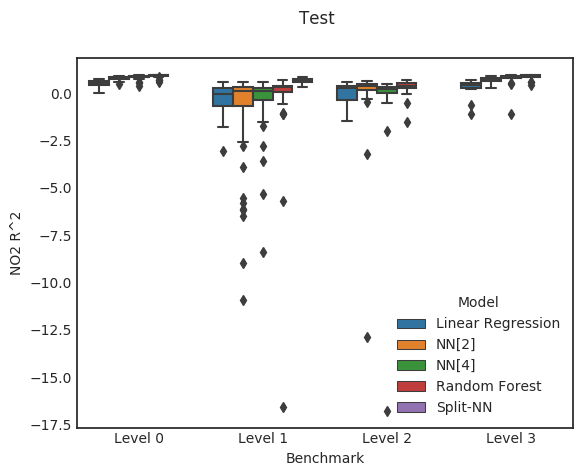 Test
0.0
−2.5
−5.0
−7.5
−10.0
−12.5
−15.0
−17.5
NO2 R^2
Model
Linear Regression
NN[2]
NN[4]
Random Forest
Split-NN
Level 0
Level 1
Level 2
Level 3
Benchmark